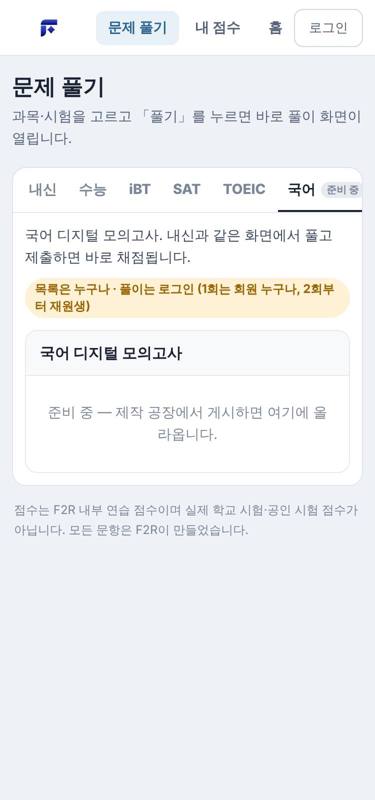 문제 풀기
내 점수
홈
로그인
문제 풀기
과목·시험을 고르고 「풀기」를 누르면 바로 풀이 화면이
열립니다.
내신
수능
iBT
SAT
TOEIC
국어
준비 중
국어 디지털 모의고사. 내신과 같은 화면에서 풀고
제출하면 바로 채점됩니다.
목록은 누구나 · 풀이는 로그인 (1회는 회원 누구나, 2회부
터 재원생)
국어 디지털 모의고사
준비 중 — 제작 공장에서 게시하면 여기에 올
라옵니다.
점수는 F2R 내부 연습 점수이며 실제 학교 시험·공인 시험 점수가
아닙니다. 모든 문항은 F2R이 만들었습니다.